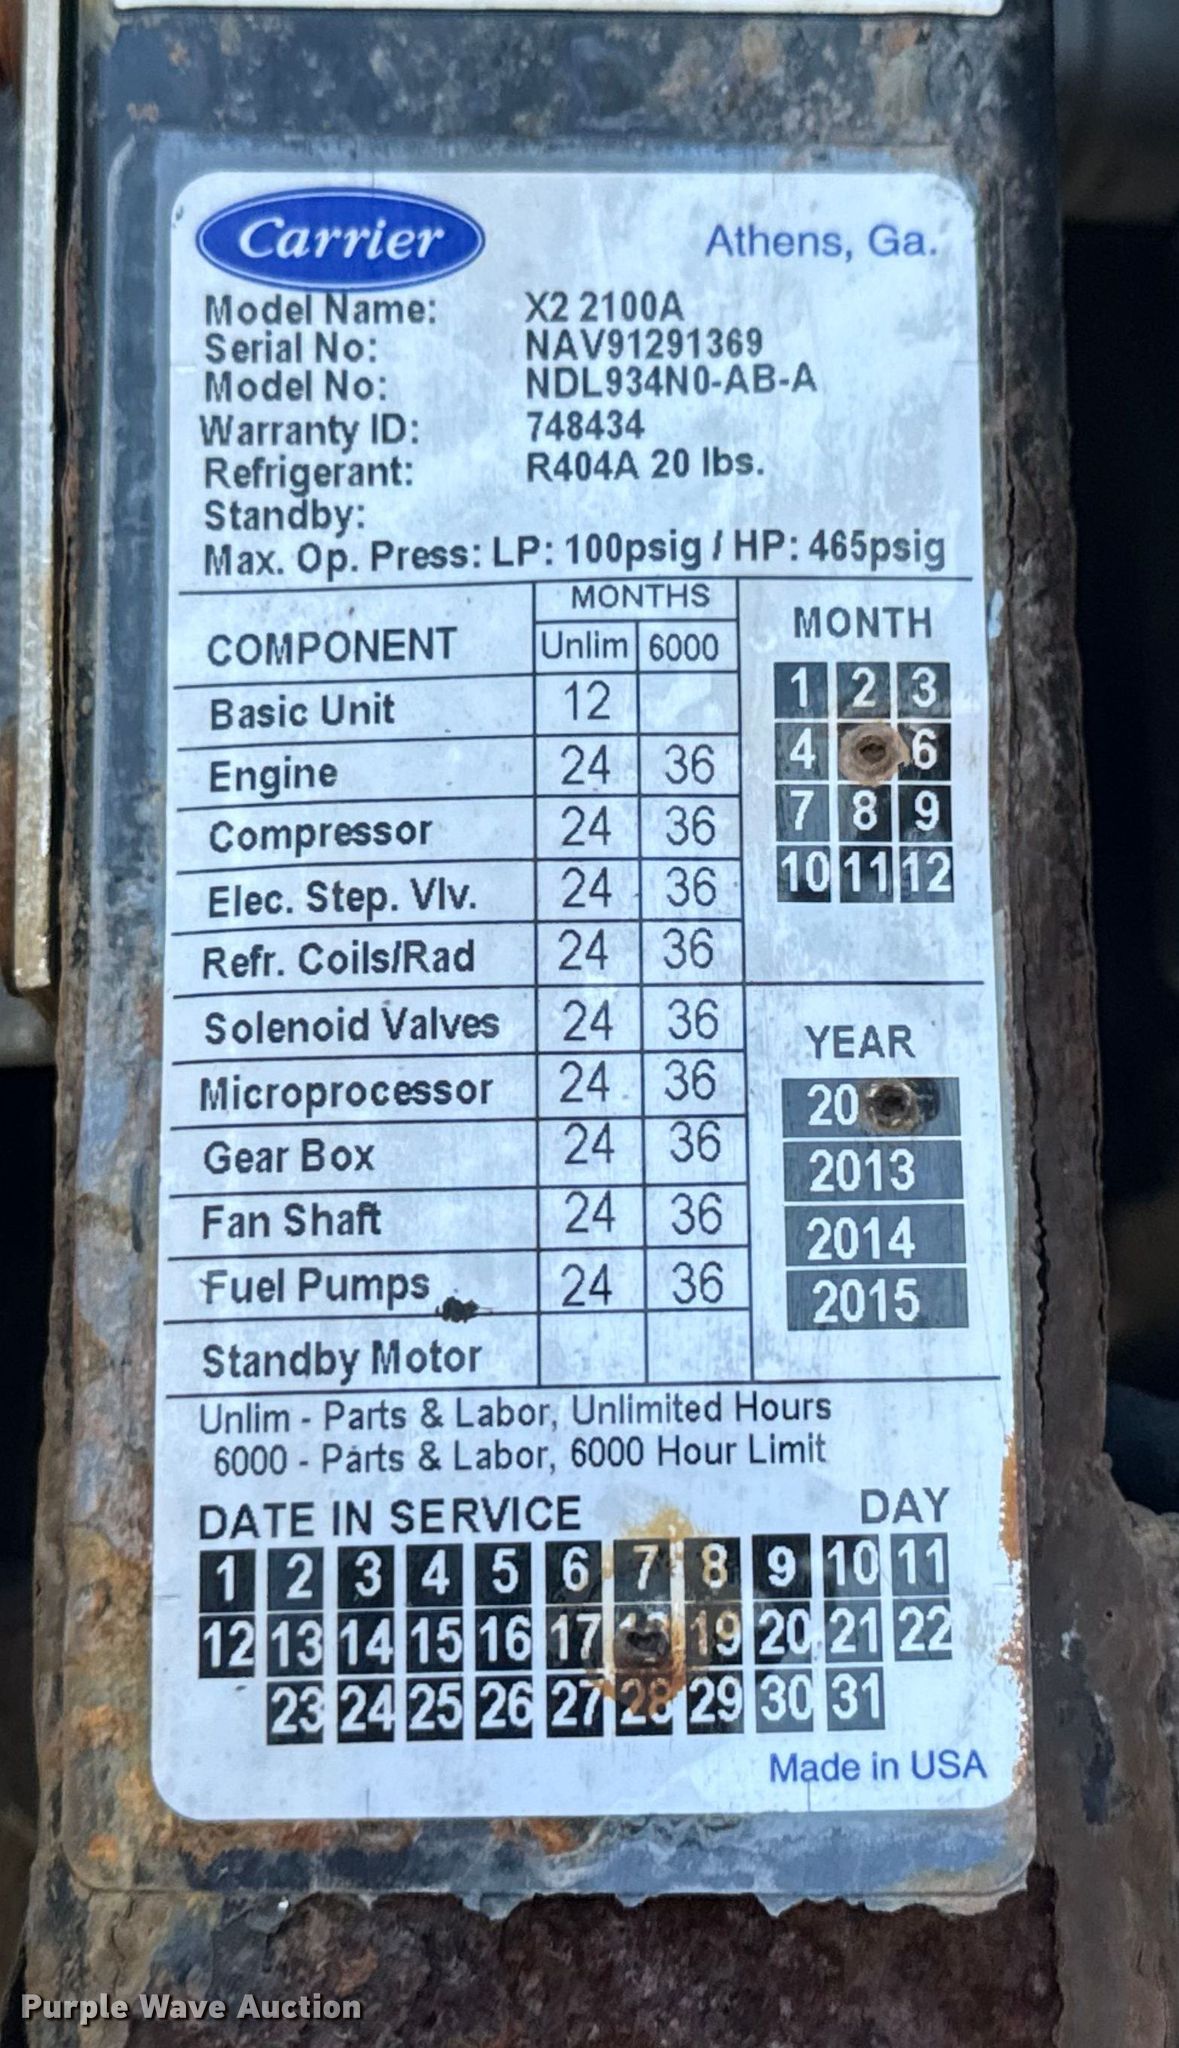 Carrier
Athens, Ga.
Model Name: X2 2100A
Serial No: NAV91291369
Model No: NDL934N0-AB-A
Warranty ID: 748434
Refrigerant: R404A 20 lbs.
Standby:
Max. Op. Press: LP: 100psig / HP: 465psig
COMPONENT MONTHS
Unlim 6000
Basic Unit 12
Engine 24 36
Compressor 24 36
Elec. Step. Vlv. 24 36
Refr. Coils/Rad 24 36
Solenoid Valves 24 36
Microprocessor 24 36
Gear Box 24 36
Fan Shaft 24 36
Fuel Pumps 24 36
Standby Motor
MONTH
1 2 3
4 6
7 8 9
10 11 12
YEAR
20
2013
2014
2015
Unlim - Parts & Labor, Unlimited Hours
6000 - Parts & Labor, 6000 Hour Limit
DATE IN SERVICE DAY
1 2 3 4 5 6 7 8 9 10 11
12 13 14 15 16 17 19 20 21 22
23 24 25 26 27 28 29 30 31
Made in USA
Purple Wave Auction